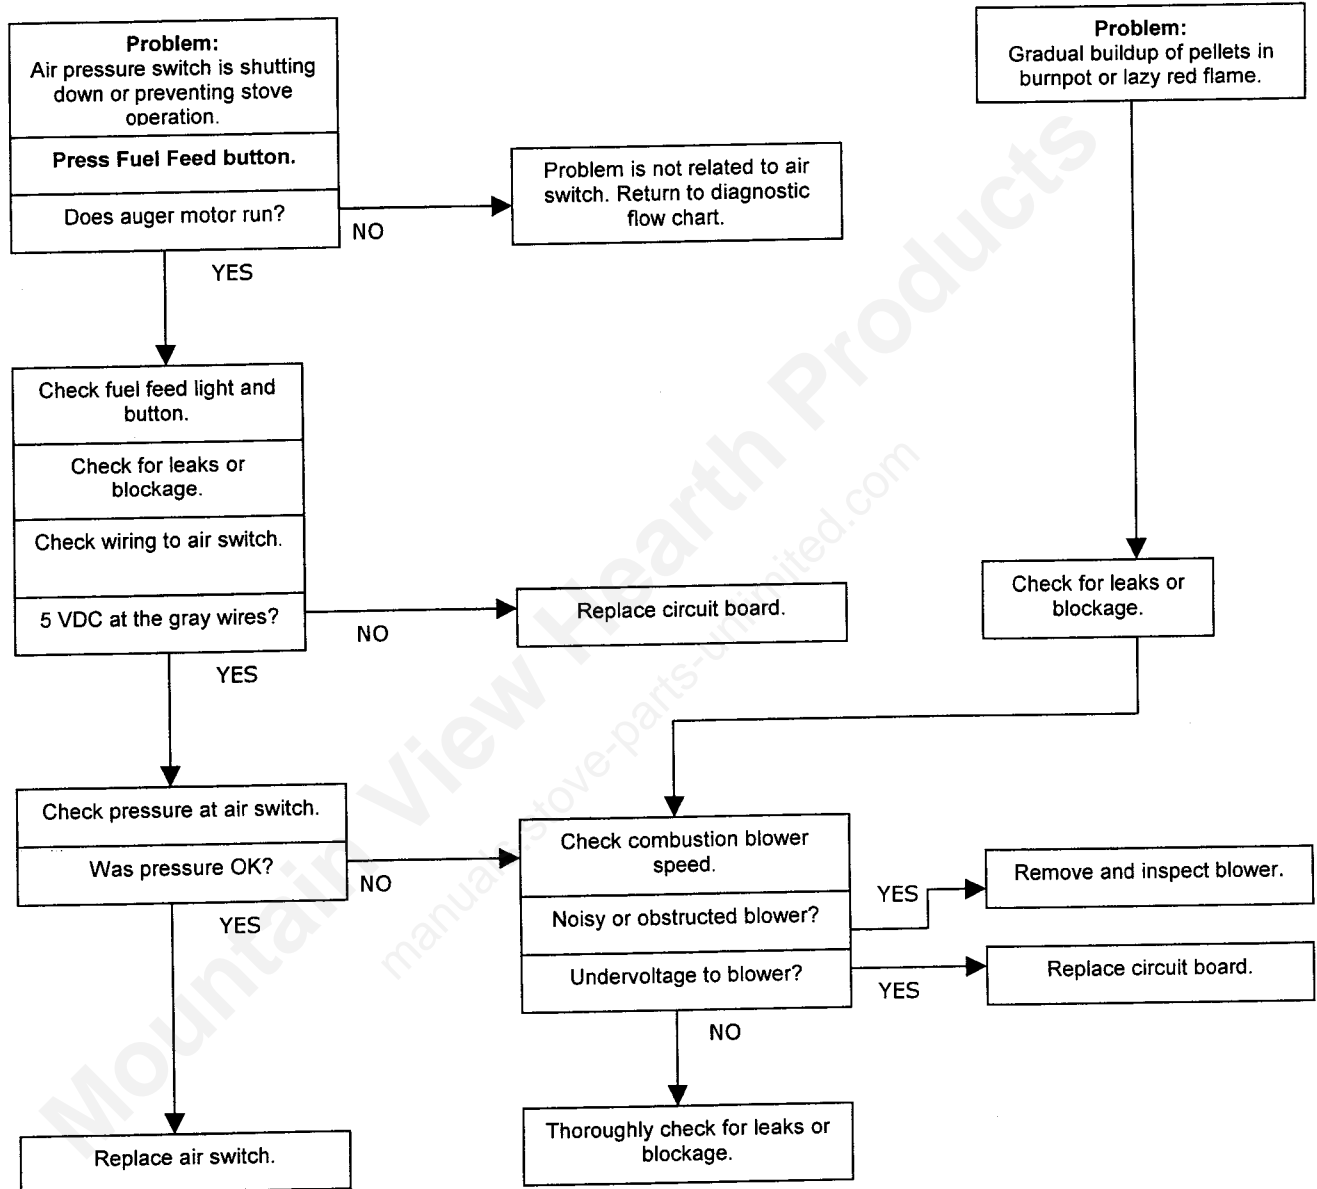 Problem:
Air pressure switch is shutting
down or preventing stove
operation.
Press Fuel Feed button.
Does auger motor run?
NO
YES
Problem is not related to air
switch. Return to diagnostic
flow chart.
Problem:
Gradual buildup of pellets in
burnpot or lazy red flame.
Check fuel feed light and
button.
Check for leaks or
blockage.
Check wiring to air switch.
5 VDC at the gray wires?
NO
YES
Replace circuit board.
Check for leaks or
blockage.
Check pressure at air switch.
Was pressure OK?
NO
YES
Check combustion blower
speed.
Noisy or obstructed blower?
YES
Undervoltage to blower?
YES
NO
Remove and inspect blower.
Replace circuit board.
Replace air switch.
Thoroughly check for leaks or
blockage.
Mountain View Hearth Products
manuals.stove-parts-unlimited.com